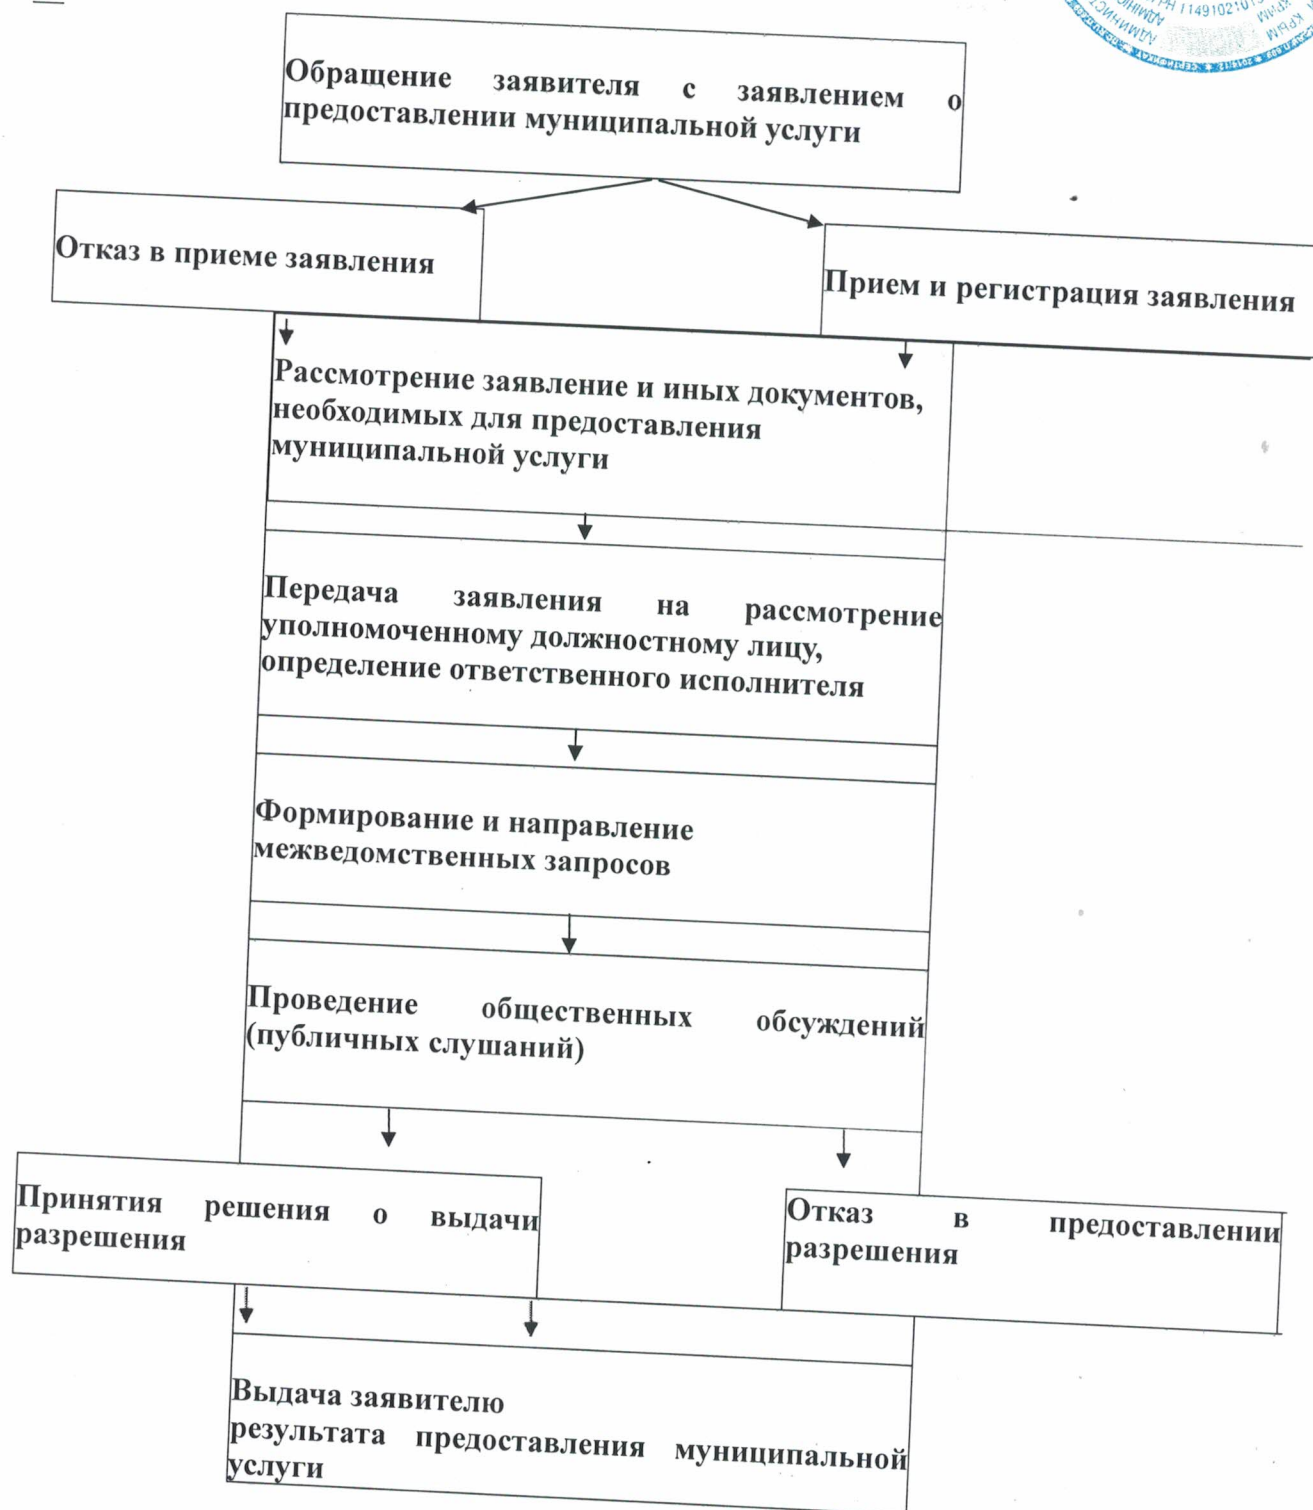 Обращение заявителя с заявлением о
предоставлении муниципальной услуги
Отказ в приеме заявления
Прием и регистрация заявления
Рассмотрение заявление и иных документов,
необходимых для предоставления
муниципальной услуги
Передача заявления на рассмотрение
уполномоченному должностному лицу,
определение ответственного исполнителя
Формирование и направление
межведомственных запросов
Проведение общественных обсуждений
(публичных слушаний)
Принятия решения о выдачи
разрешения
Отказ в предоставлении
разрешения
Выдача заявителю
результата предоставления муниципальной
услуги